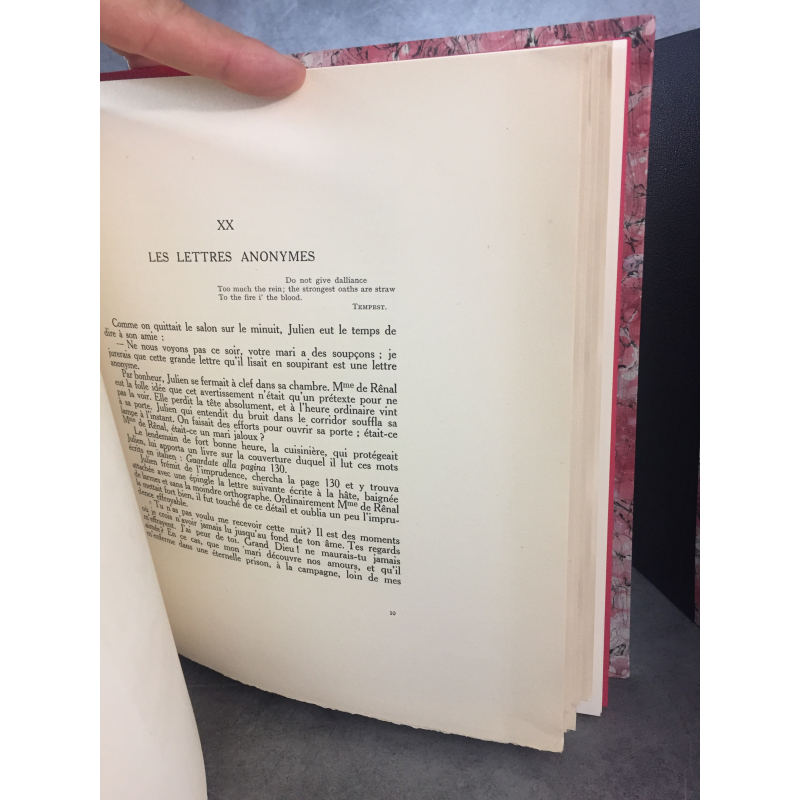 XX
LES LETTRES ANONYMES
Do not give dalliance
Too much the rein; the strongest oaths are straw
To the fire i' the blood.
TEMPEST.
Comme on quittait le salon sur le minuit, Julien eut le temps de
dire à son amie :
— Ne nous voyons pas ce soir, votre mari a des soupçons ; je
jurerais que cette grande lettre qu'il lisait en soupirant est une lettre
anonyme.
Par bonheur, Julien se fermait à clef dans sa chambre. Mme de Rênal
eut la folle idée que cet avertissement n'était qu'un prétexte pour ne
pas la voir. Elle perdit la tête absolument, et à l'heure ordinaire vint
à sa porte. Julien qui entendit du bruit dans le corridor souffla sa
lampe à l'instant. On faisait des efforts pour ouvrir sa porte ; était-ce
Mme de Rênal, était-ce un mari jaloux ?
Le lendemain de fort bonne heure, la cuisinière, qui protégeait
Julien, lui apporta un livre sur la couverture duquel il lut ces mots
écrits en italien : Guardate alla pagina 130.
Julien frémit de l'imprudence, chercha la page 130 et y trouva
attachée avec une épingle la lettre suivante écrite à la hâte, baignée
de larmes et sans la moindre orthographe. Ordinairement Mme de Rênal
la mettait fort bien, il fut touché de ce détail et oublia un peu l'impru-
dence effroyable.
« Tu n'as pas voulu me recevoir cette nuit? Il est des moments
où je crois n'avoir jamais lu jusqu'au fond de ton âme. Tes regards
m'effrayent. J'ai peur de toi. Grand Dieu ! ne m'aurais-tu jamais
aimée? En ce cas, que mon mari découvre nos amours, et qu'il
m'enferme dans une éternelle prison, à la campagne, loin de mes